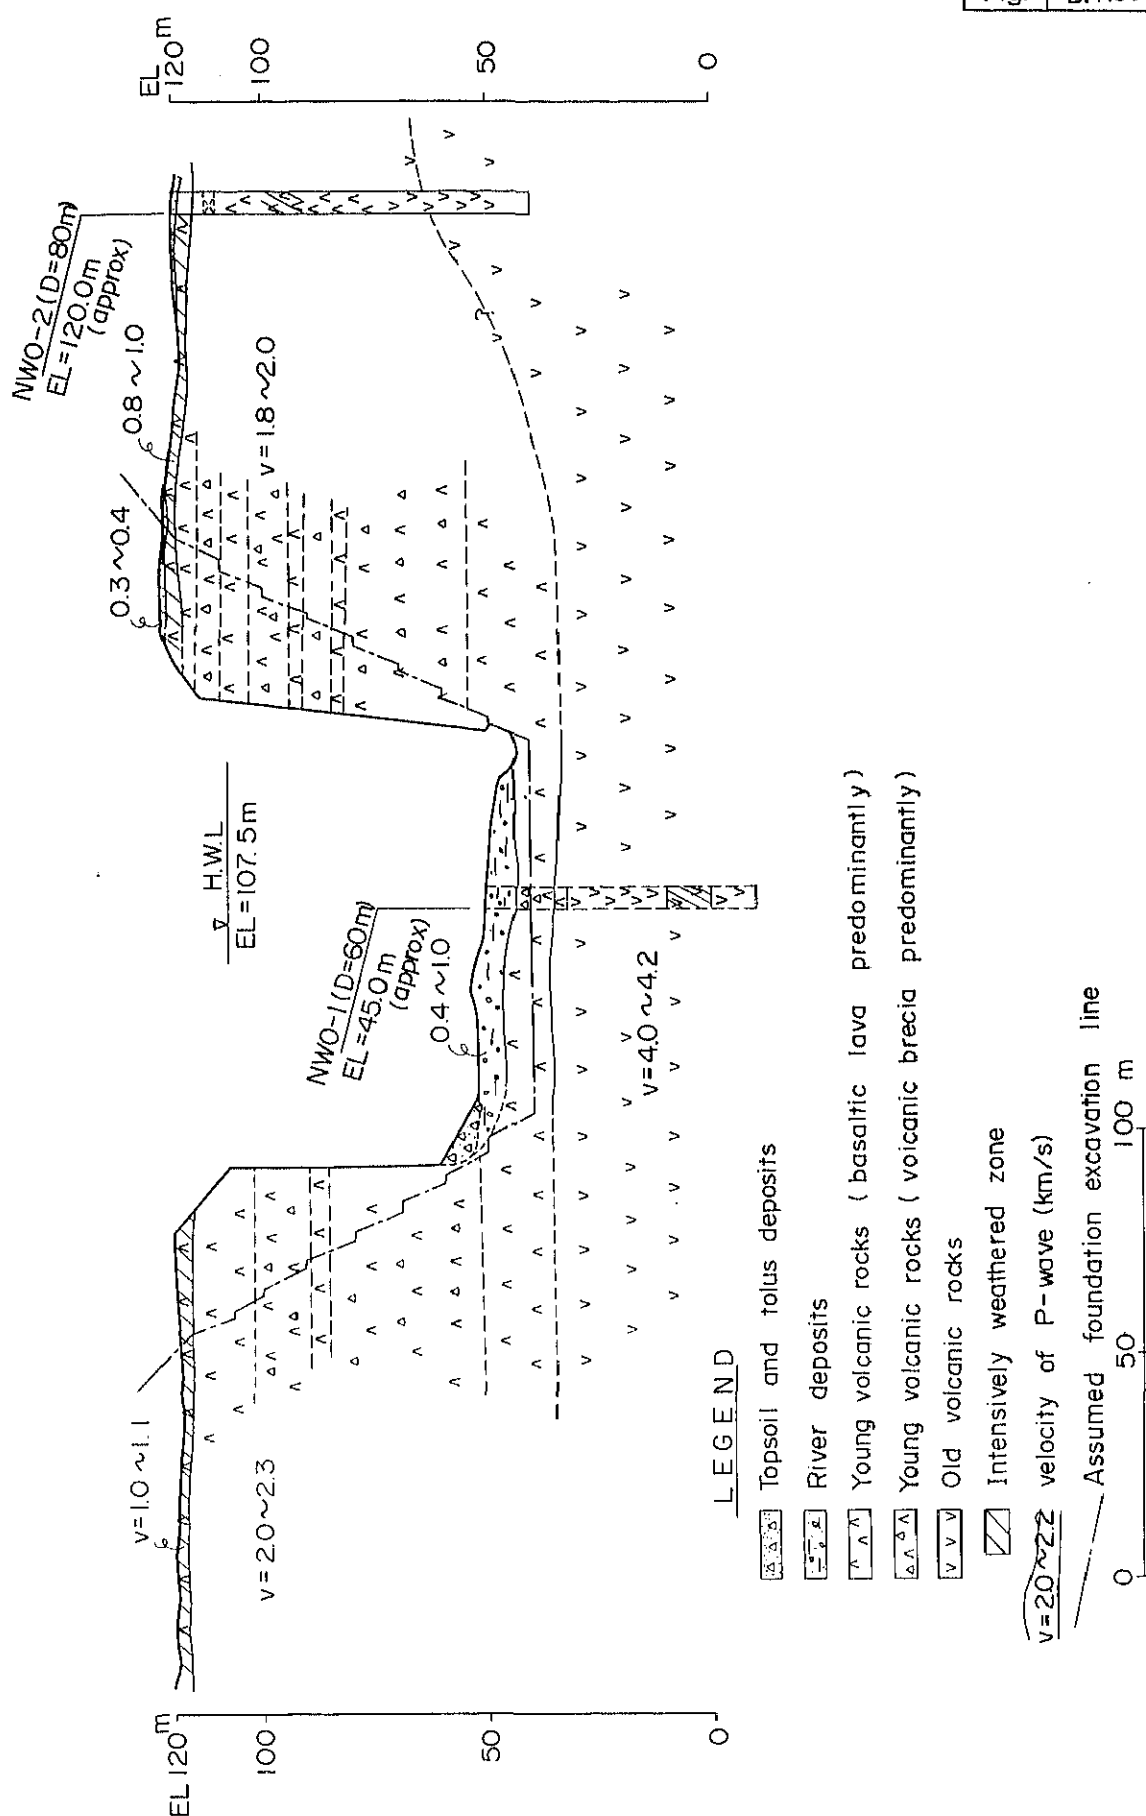 EL 120m
100
50
0
v=1.0~1.1
v=2.0~2.3
H.W.L
EL=107.5m
NWO-1(D=60m)
EL=45.0m
(approx)
0.4~1.0
v=4.0~4.2
0.3~0.4
0.8~1.0
v=1.8~2.0
NWO-2(D=80m)
EL=120.0m
(approx)
?
EL
120m
100
50
0
LEGEND
Topsoil and tolus deposits
River deposits
Young volcanic rocks (basaltic lava predominantly)
Young volcanic rocks (volcanic brecia predominantly)
Old volcanic rocks
Intensively weathered zone
v=2.0~2.2 velocity of P-wave (km/s)
Assumed foundation excavation line
0 50 100 m